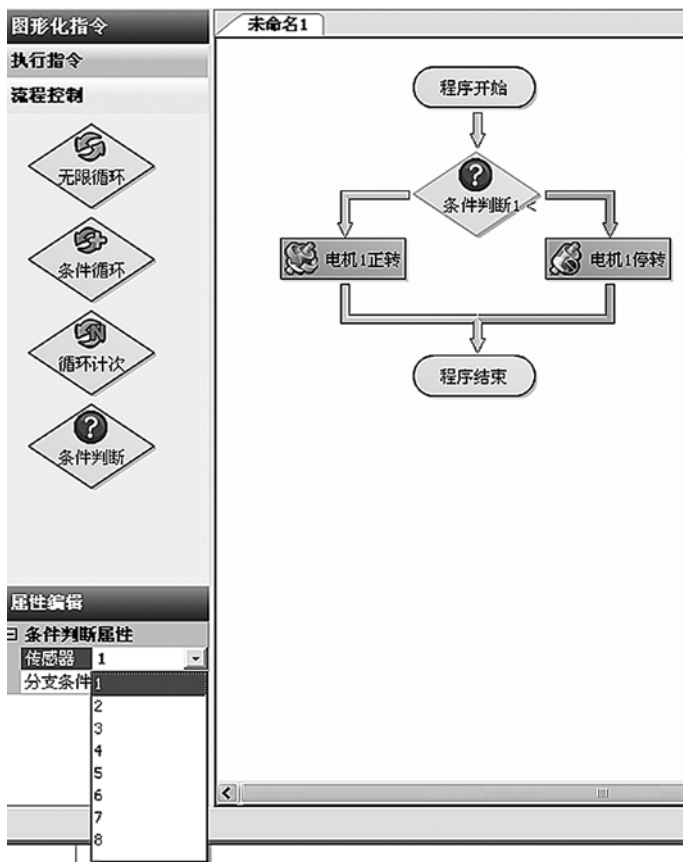 图形化指令
执行指令
流程控制
无限循环
条件循环
循环计次
条件判断
属性编辑
条件判断属性
传感器 1
分支条件
1
2
3
4
5
6
7
8
未命名1
程序开始
条件判断1 <
电机1正转
电机1停转
程序结束